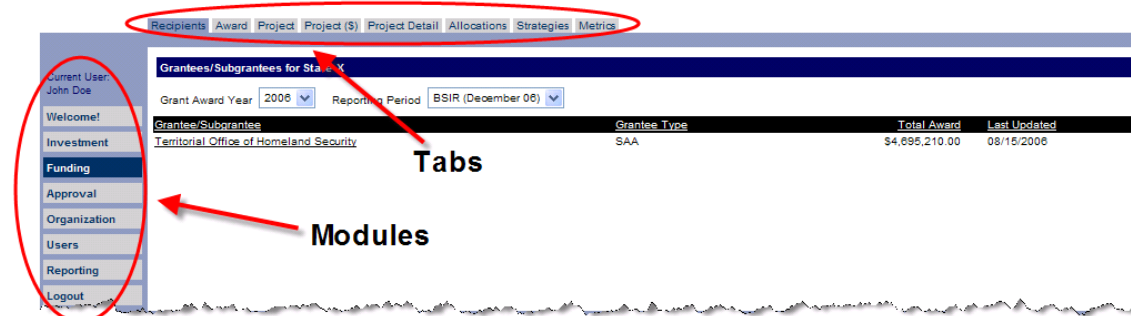 Recipients Award Project Project ($) Project Detail Allocations Strategies Metrics
Current User:
John Doe
Welcome!
Investment
Funding
Approval
Organization
Users
Reporting
Logout
Grantees/Subgrantees for State X
Grant Award Year 2006 Reporting Period BSIR (December 06)
Grantee/Subgrantee Grantee Type Total Award Last Updated
Territorial Office of Homeland Security SAA $4,695,210.00 08/15/2006
Tabs
Modules